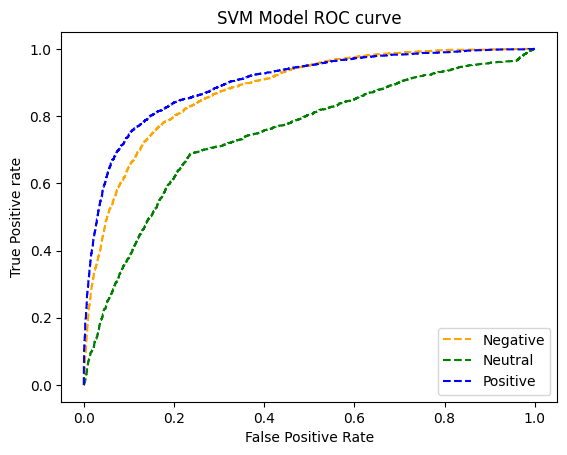 SVM Model ROC curve
True Positive rate
1.0
0.8
0.6
0.4
0.2
0.0
0.0 0.2 0.4 0.6 0.8 1.0
False Positive Rate
Negative
Neutral
Positive